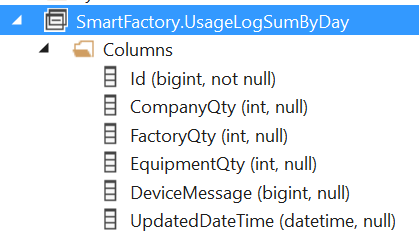 SmartFactory.UsageLogSumByDay
Columns
Id (bigint, not null)
CompanyQty (int, null)
FactoryQty (int, null)
EquipmentQty (int, null)
DeviceMessage (bigint, null)
UpdatedDateTime (datetime, null)